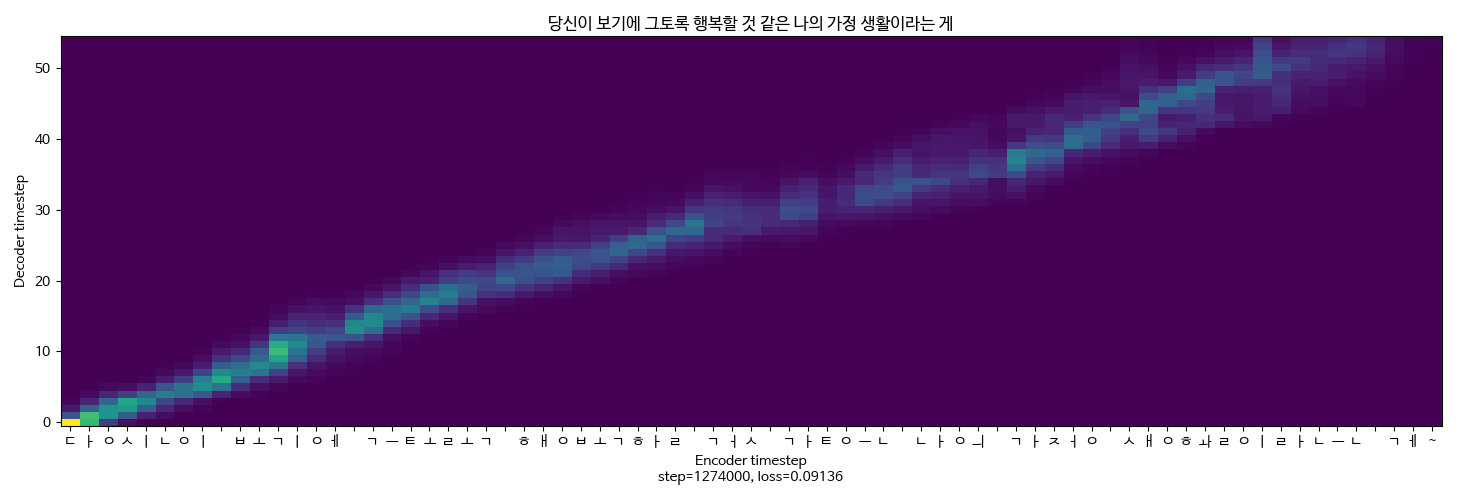 당신이 보기에 그토록 행복할 것 같은 나의 가정 생활이라는 게
50
40
30
20
10
0
Decoder timestep
ㄷ ㅏ ㅇ ㅅ ㅣ ㄴ ㅇ ㅣ ㅂ ㅗ ㄱ ㅣ ㅇ ㅔ ㄱ ㅡ ㅌ ㅗ ㄹ ㅗ ㄱ ㅎ ㅐ ㅇ ㅂ ㅗ ㄱ ㅎ ㅏ ㄹ ㄱ ㅓ ㅅ ㄱ ㅏ ㅌ ㅇ ㅡ ㄴ ㄴ ㅏ ㅇ ㅢ ㄱ ㅏ ㅈ ㅓ ㅇ ㅅ ㅐ ㅇ ㅎ ㅘ ㄹ ㅇ ㅣ ㄹ ㅏ ㄴ ㅡ ㄴ ㄱ ㅔ ~
Encoder timestep
step=1274000, loss=0.09136